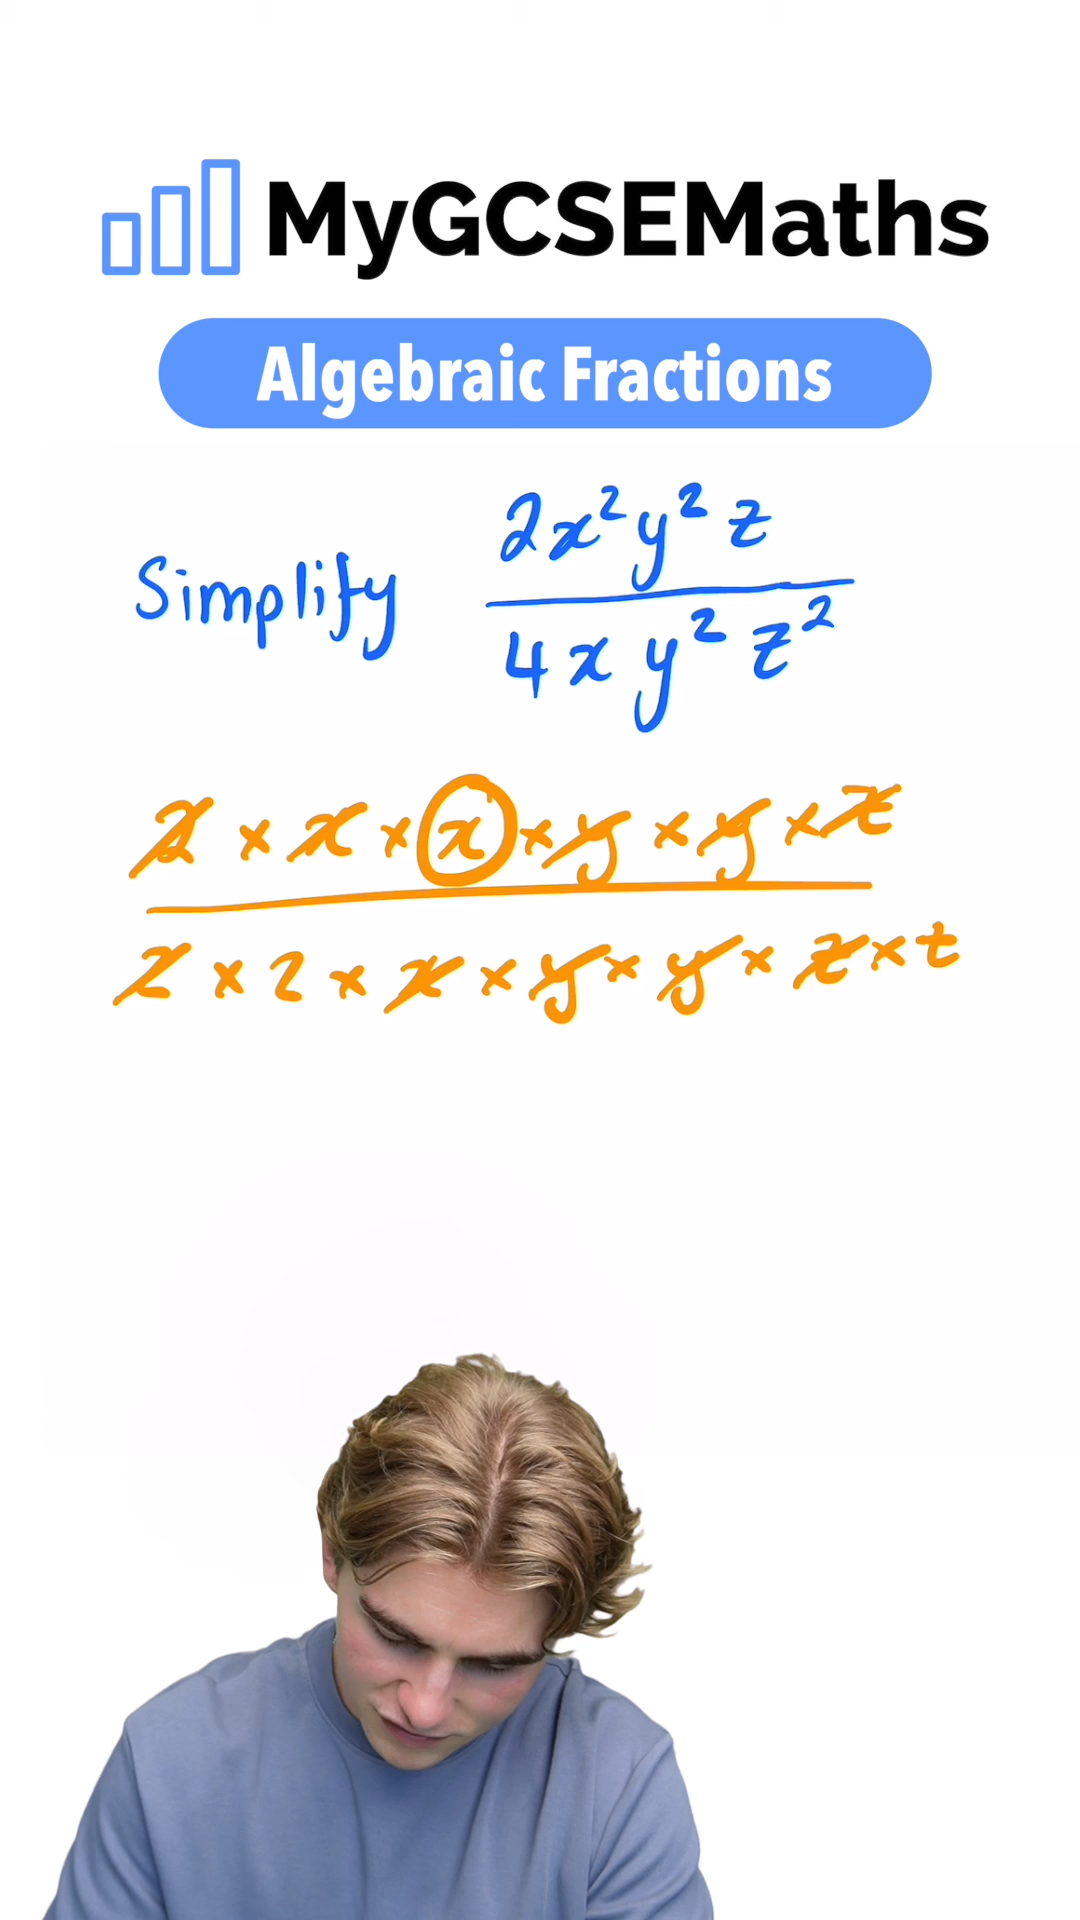 MyGCSEMaths
Algebraic Fractions
Simplify 2x²y²z / 4xy²z²
2 × x × x × y × y × z
2 × 2 × x × y × y × z × z